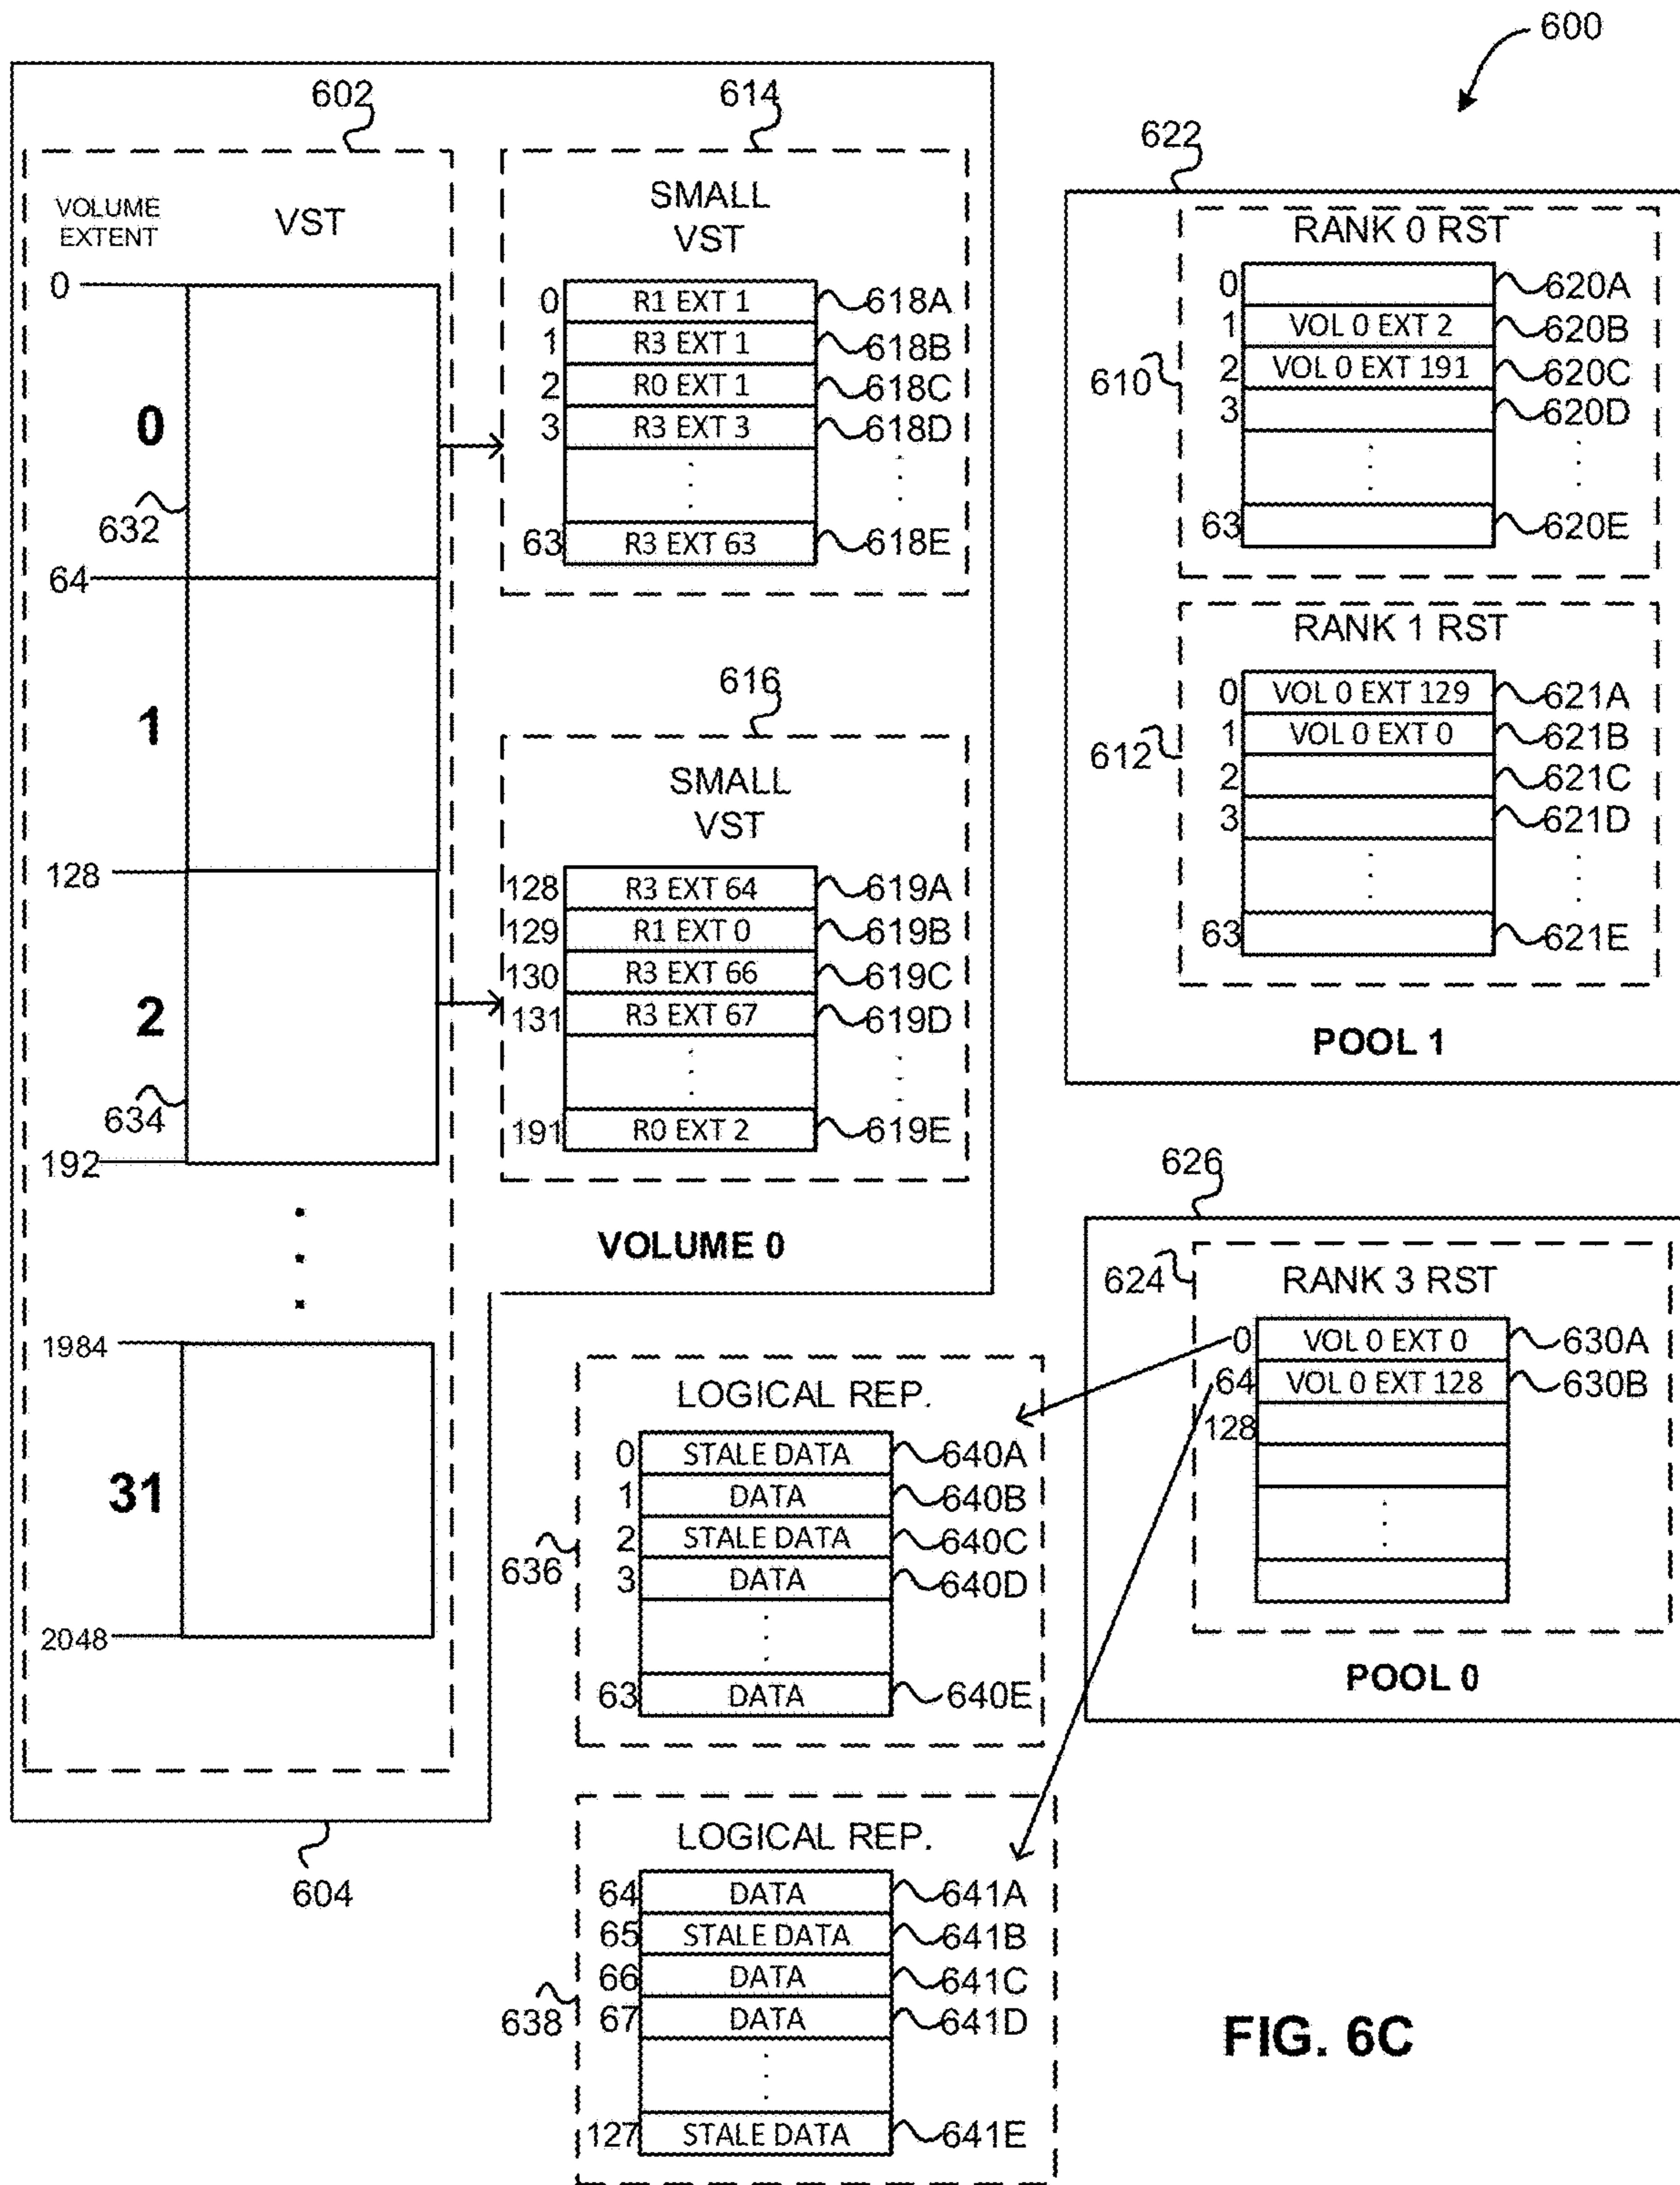 600
602
VOLUME
EXTENT
VST
0
0
632
64
1
128
2
634
192
1984
31
2048
604
614
SMALL
VST
0 R1 EXT 1 618A
1 R3 EXT 1 618B
2 R0 EXT 1 618C
3 R3 EXT 3 618D
63 R3 EXT 63 618E
616
SMALL
VST
128 R3 EXT 64 619A
129 R1 EXT 0 619B
130 R3 EXT 66 619C
131 R3 EXT 67 619D
191 R0 EXT 2 619E
VOLUME 0
622
RANK 0 RST
610
0 620A
1 VOL 0 EXT 2 620B
2 VOL 0 EXT 191 620C
3 620D
63 620E
RANK 1 RST
612
0 VOL 0 EXT 129 621A
1 VOL 0 EXT 0 621B
2 621C
3 621D
63 621E
POOL 1
626
624
RANK 3 RST
0 VOL 0 EXT 0 630A
64 VOL 0 EXT 128 630B
128
POOL 0
LOGICAL REP.
636
0 STALE DATA 640A
1 DATA 640B
2 STALE DATA 640C
3 DATA 640D
63 DATA 640E
LOGICAL REP.
638
64 DATA 641A
65 STALE DATA 641B
66 DATA 641C
67 DATA 641D
127 STALE DATA 641E
FIG. 6C